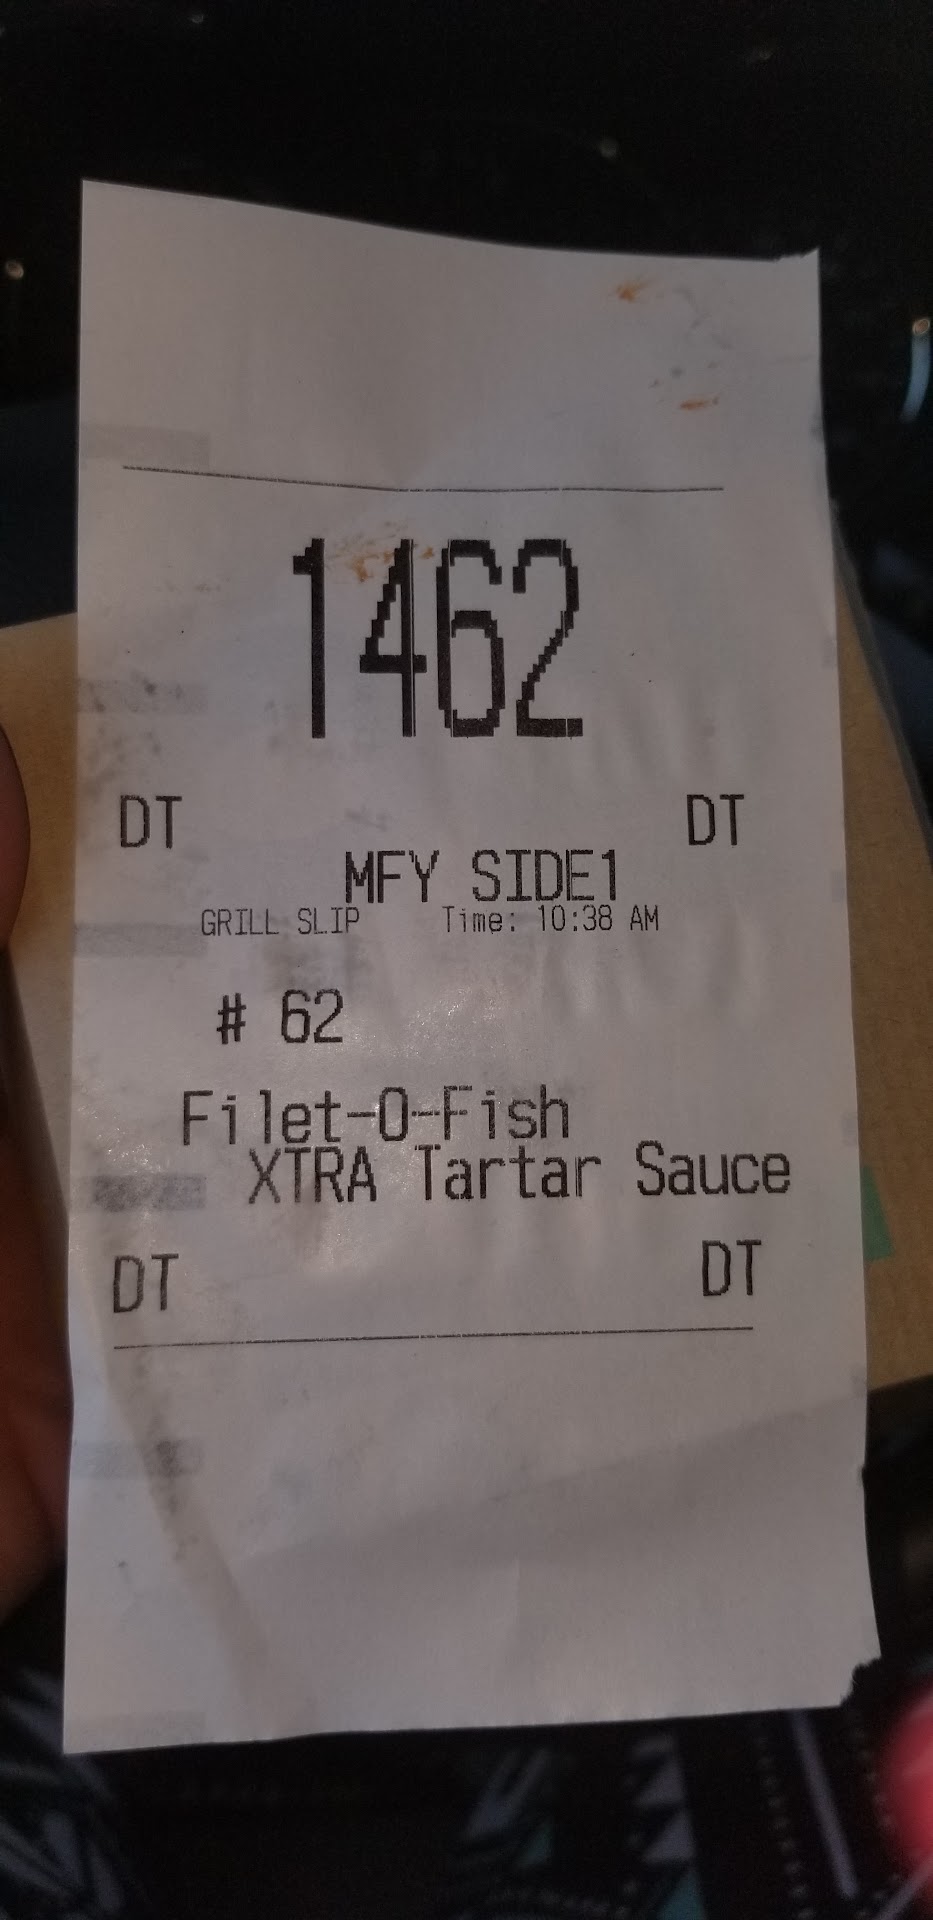 1462
DT DT
MFY SIDE1
GRILL SLIP Time: 10:38 AM
# 62
Filet-O-Fish
XTRA Tartar Sauce
DT DT